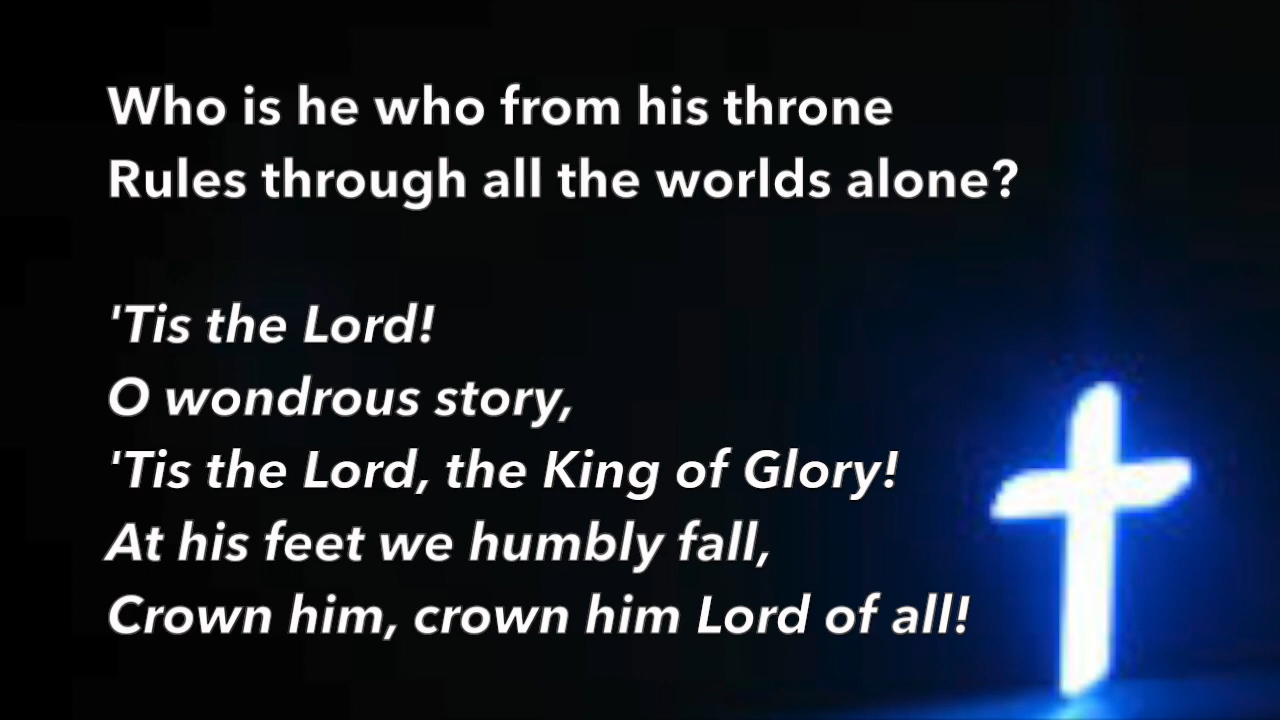 Who is he who from his throne
Rules through all the worlds alone?
'Tis the Lord!
O wondrous story,
'Tis the Lord, the King of Glory!
At his feet we humbly fall,
Crown him, crown him Lord of all!